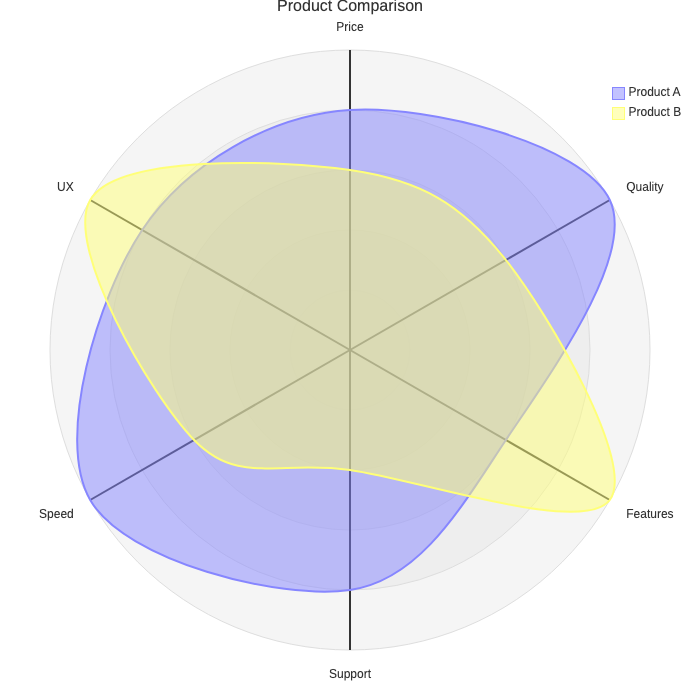 Product Comparison
Price
Product A
Product B
UX
Quality
Speed
Features
Support